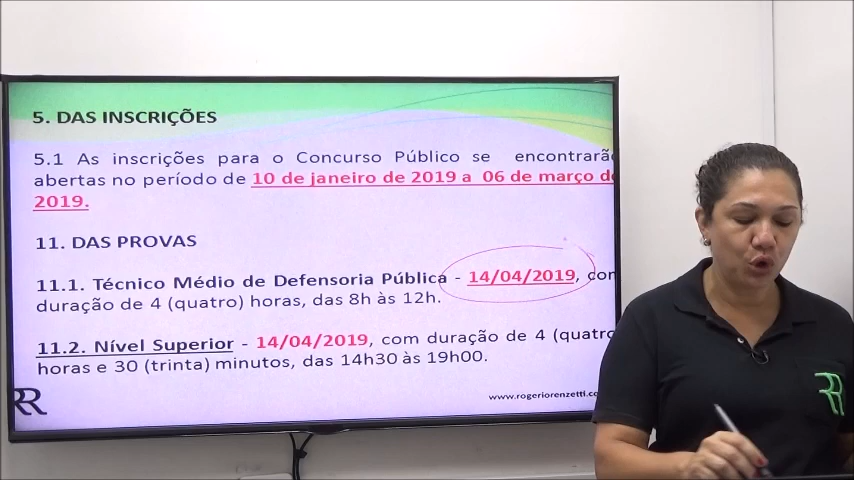 5. DAS INSCRIÇÕES
5.1 As inscrições para o Concurso Público se encontrarã
abertas no período de 10 de janeiro de 2019 a 06 de março d
2019.
11. DAS PROVAS
11.1. Técnico Médio de Defensoria Pública - 14/04/2019, con
duração de 4 (quatro) horas, das 8h às 12h.
11.2. Nível Superior - 14/04/2019, com duração de 4 (quatro
horas e 30 (trinta) minutos, das 14h30 às 19h00.
RR
www.rogeriorenzetti.co
RR